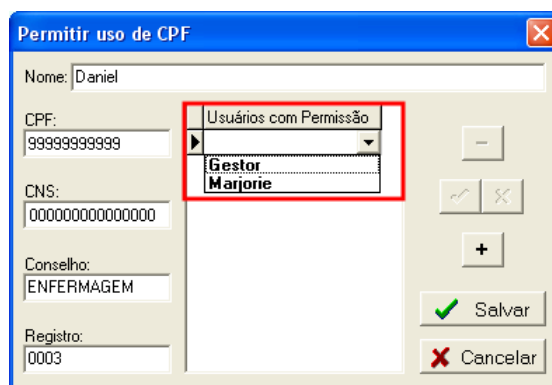 Permitir uso de CPF
Nome: Daniel
CPF:
99999999999
CNS:
000000000000000
Conselho:
ENFERMAGEM
Registro:
0003
Usuários com Permissão
Gestor
Marjorie
Salvar
Cancelar